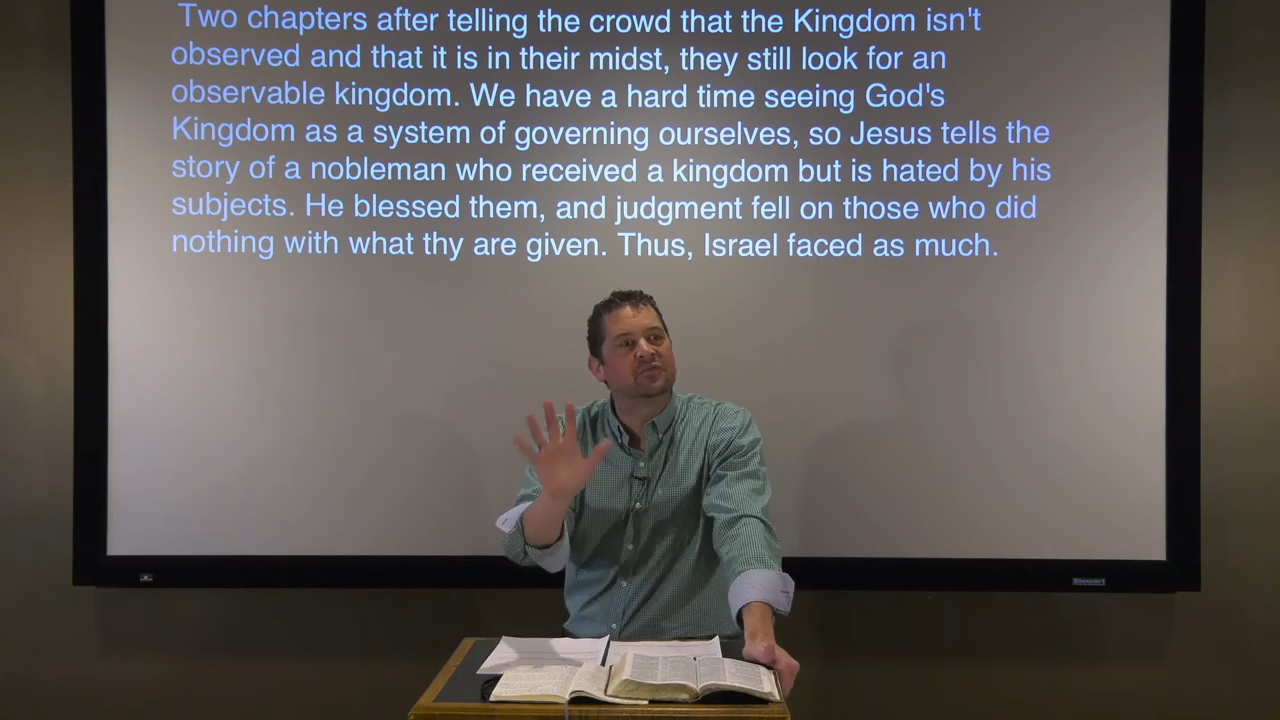 Two chapters after telling the crowd that the Kingdom isn't
observed and that it is in their midst, they still look for an
observable kingdom. We have a hard time seeing God's
Kingdom as a system of governing ourselves, so Jesus tells the
story of a nobleman who received a kingdom but is hated by his
subjects. He blessed them, and judgment fell on those who did
nothing with what thy are given. Thus, Israel faced as much.
Stewart